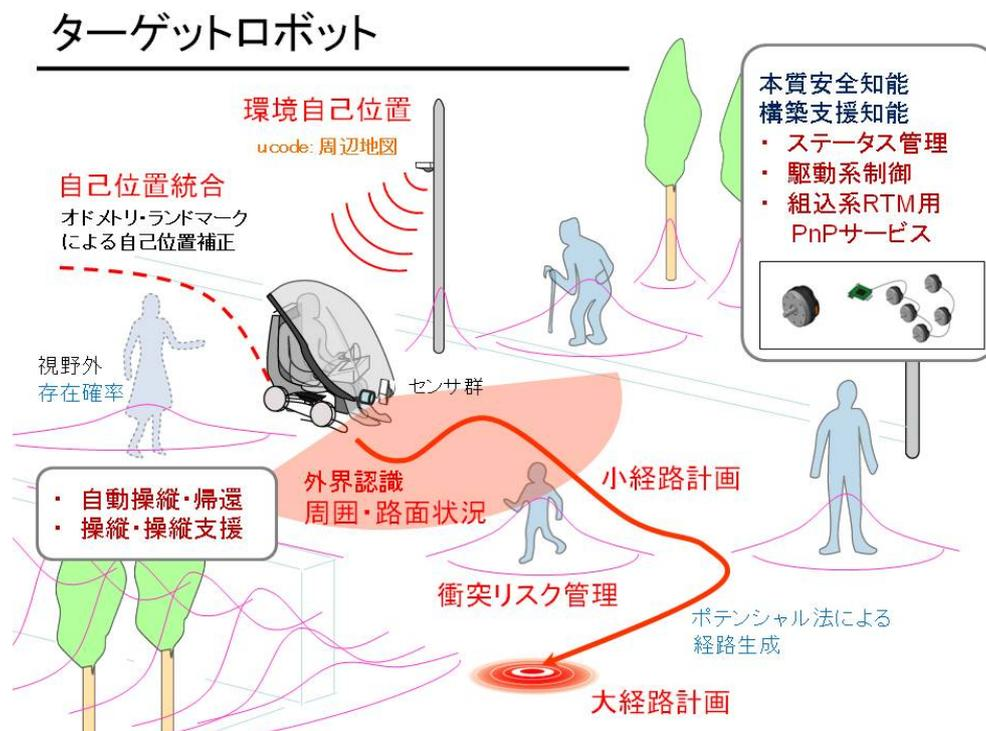 ターゲットロボット
環境自己位置
ucode: 周辺地図
自己位置統合
オドメトリ・ランドマーク
による自己位置補正
本質安全知能
構築支援知能
・ ステータス管理
・ 駆動系制御
・ 組込系RTM用
PnPサービス
視野外
存在確率
センサ群
・ 自動操縦・帰還
・ 操縦・操縦支援
外界認識
周囲・路面状況
小経路計画
衝突リスク管理
ポテンシャル法による
経路生成
大経路計画